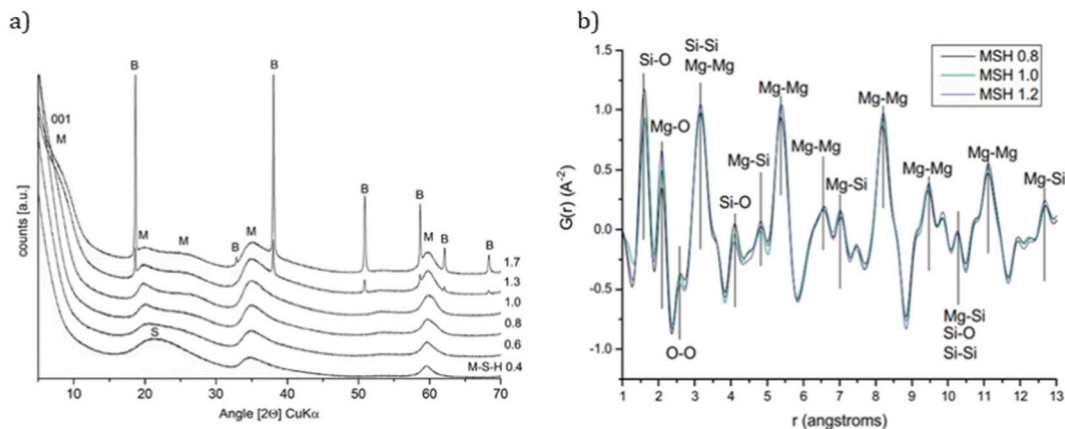 a)
counts [a.u.]
001
M
B
B
M
M
B
M
B
B
M
B
B
S
1.7
1.3
1.0
0.8
0.6
M-S-H 0.4
10
20
30
40
50
60
70
Angle [2Θ] CuKα
b)
G(r) (A⁻²)
1.5
1.0
0.5
0.0
-0.5
-1.0
Si-O
Si-Si
Mg-Mg
Mg-O
O-O
Si-O
Mg-Si
Mg-Mg
Mg-Mg
Mg-Si
Mg-Mg
Mg-Mg
Mg-Si
Si-O
Si-Si
Mg-Mg
Mg-Si
MSH 0.8
MSH 1.0
MSH 1.2
1
2
3
4
5
6
7
8
9
10
11
12
13
r (angstroms)